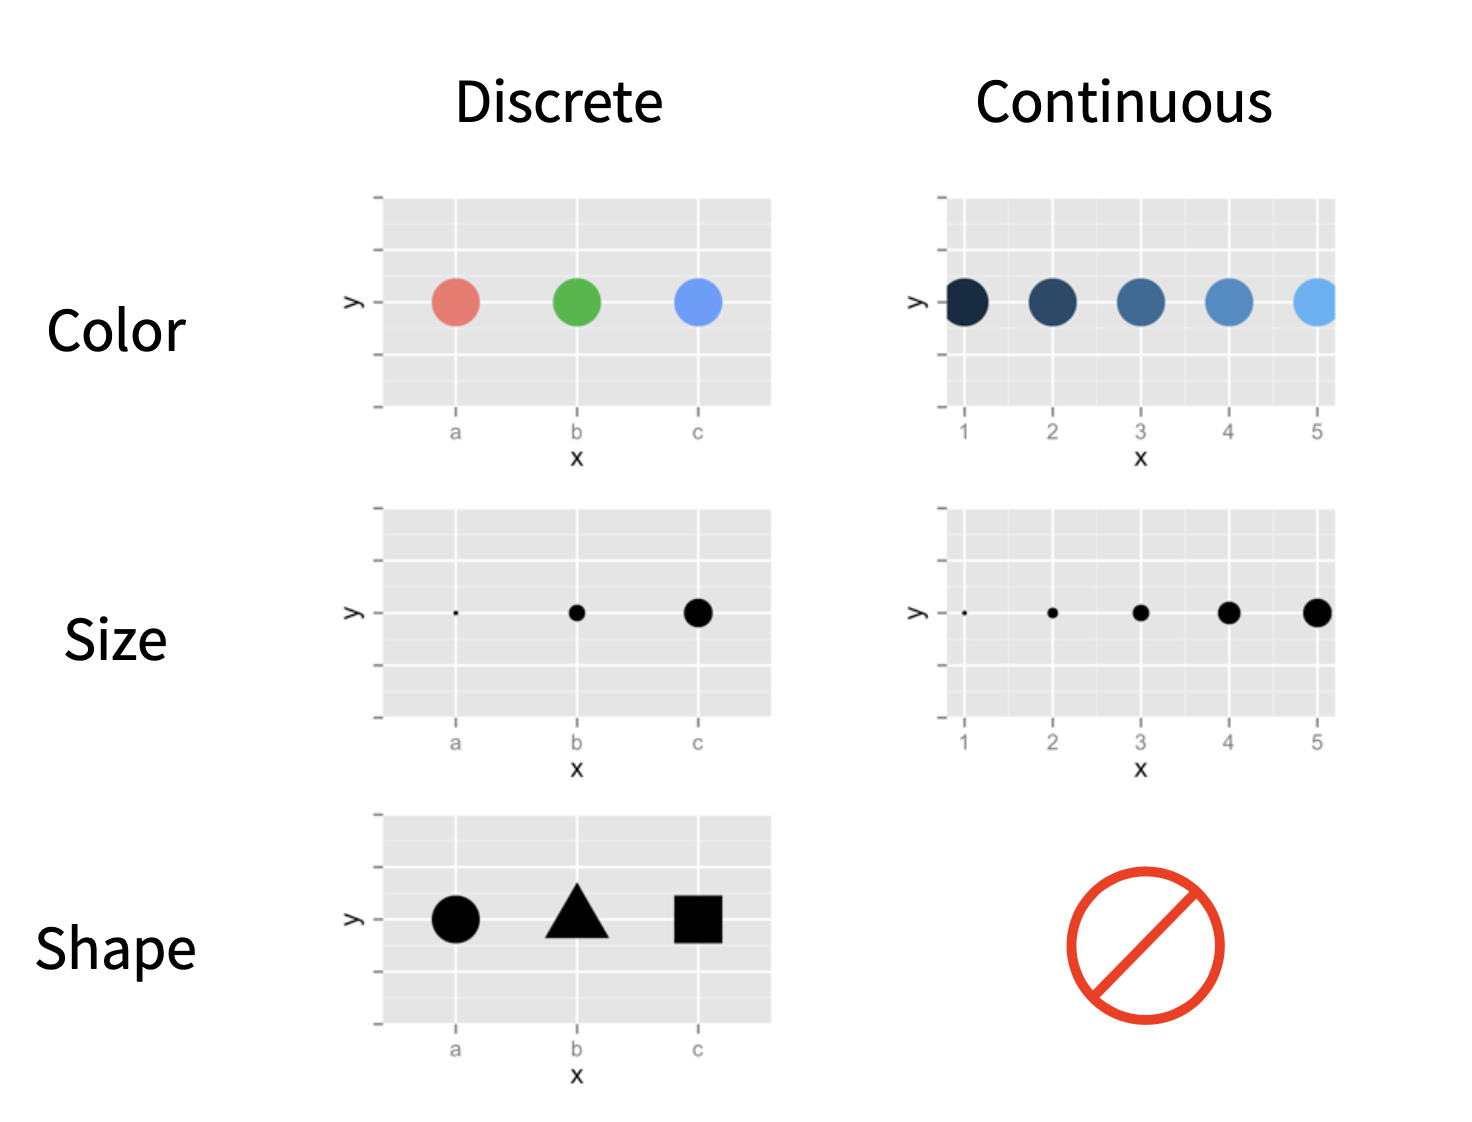 Discrete Continuous
Color
y y
a b c 1 2 3 4 5
x x
Size
y y
a b c 1 2 3 4 5
x x
Shape
y
a b c
x